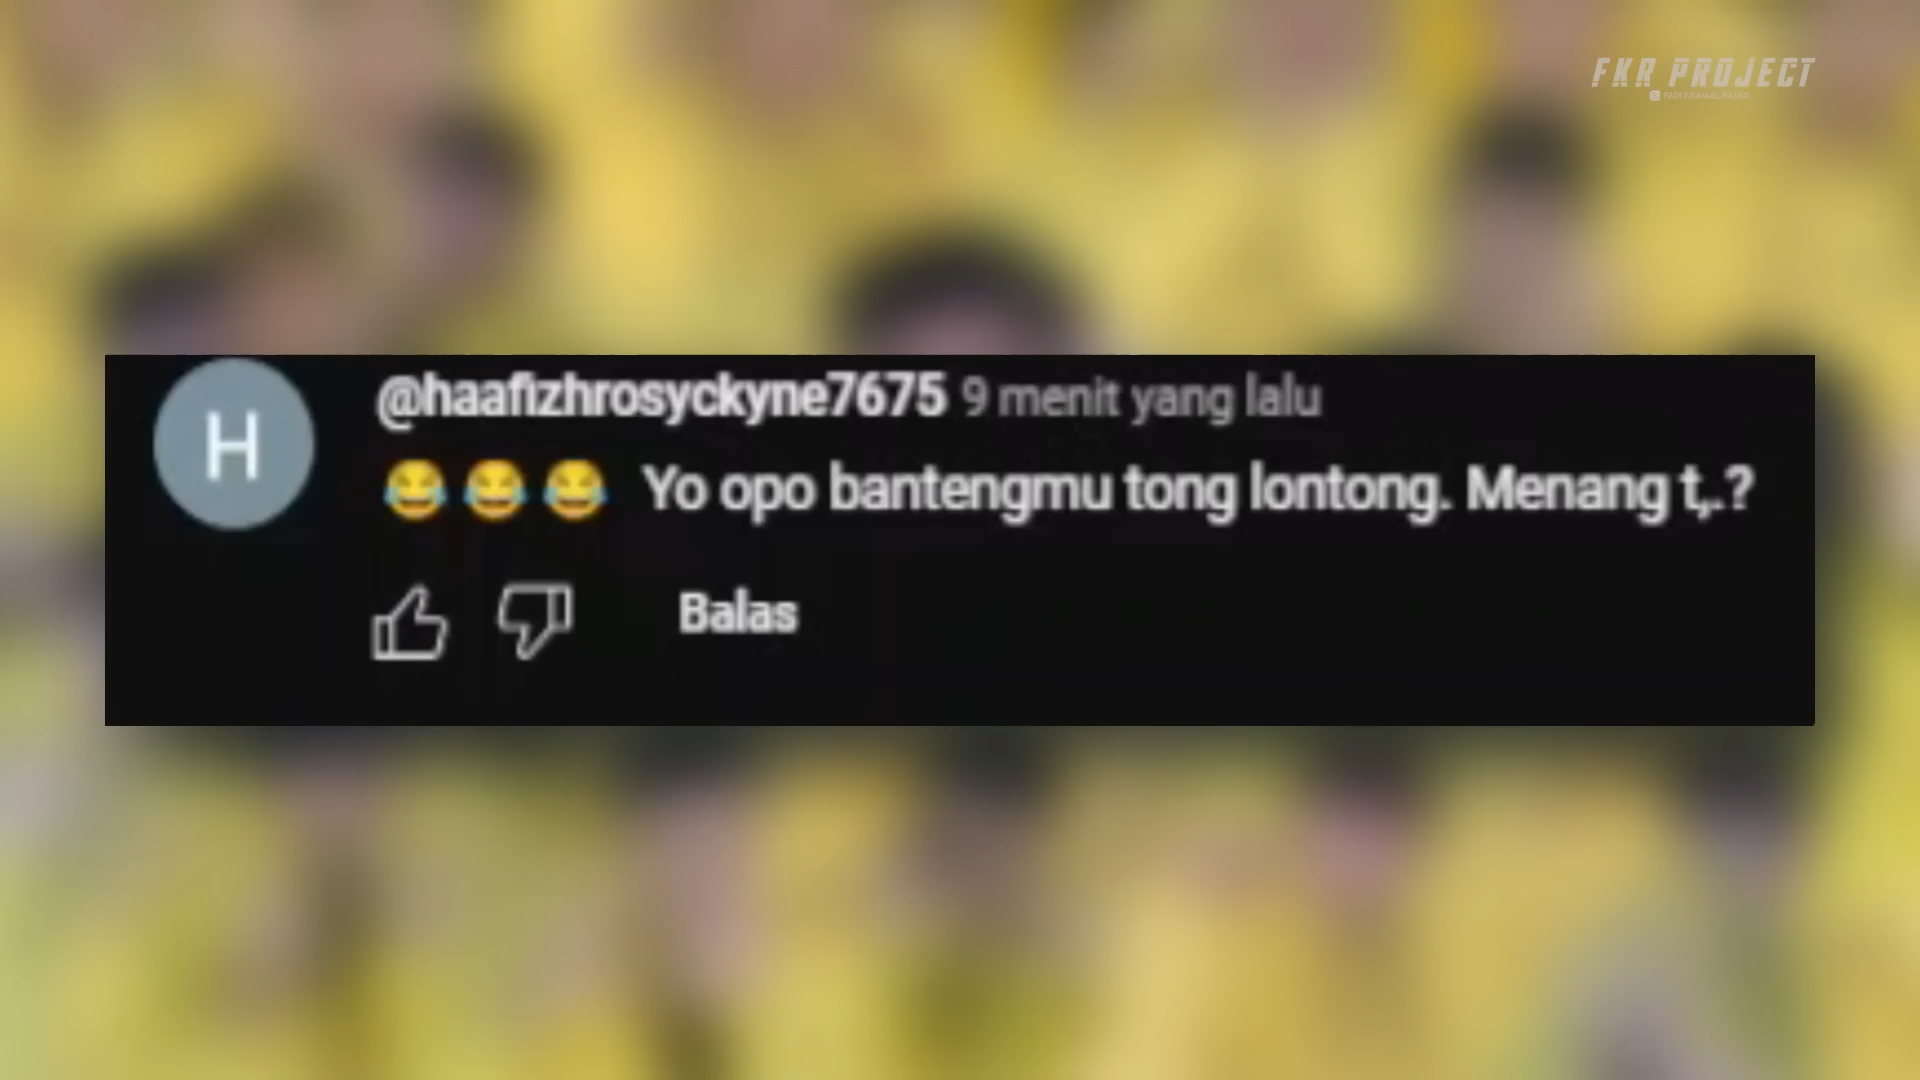 FKR PROJECT
H
@haafizhrosyckyne7675 9 menit yang lalu
😂 😂 😂 Yo opo bantengmu tong lontong. Menang t,.?
Balas